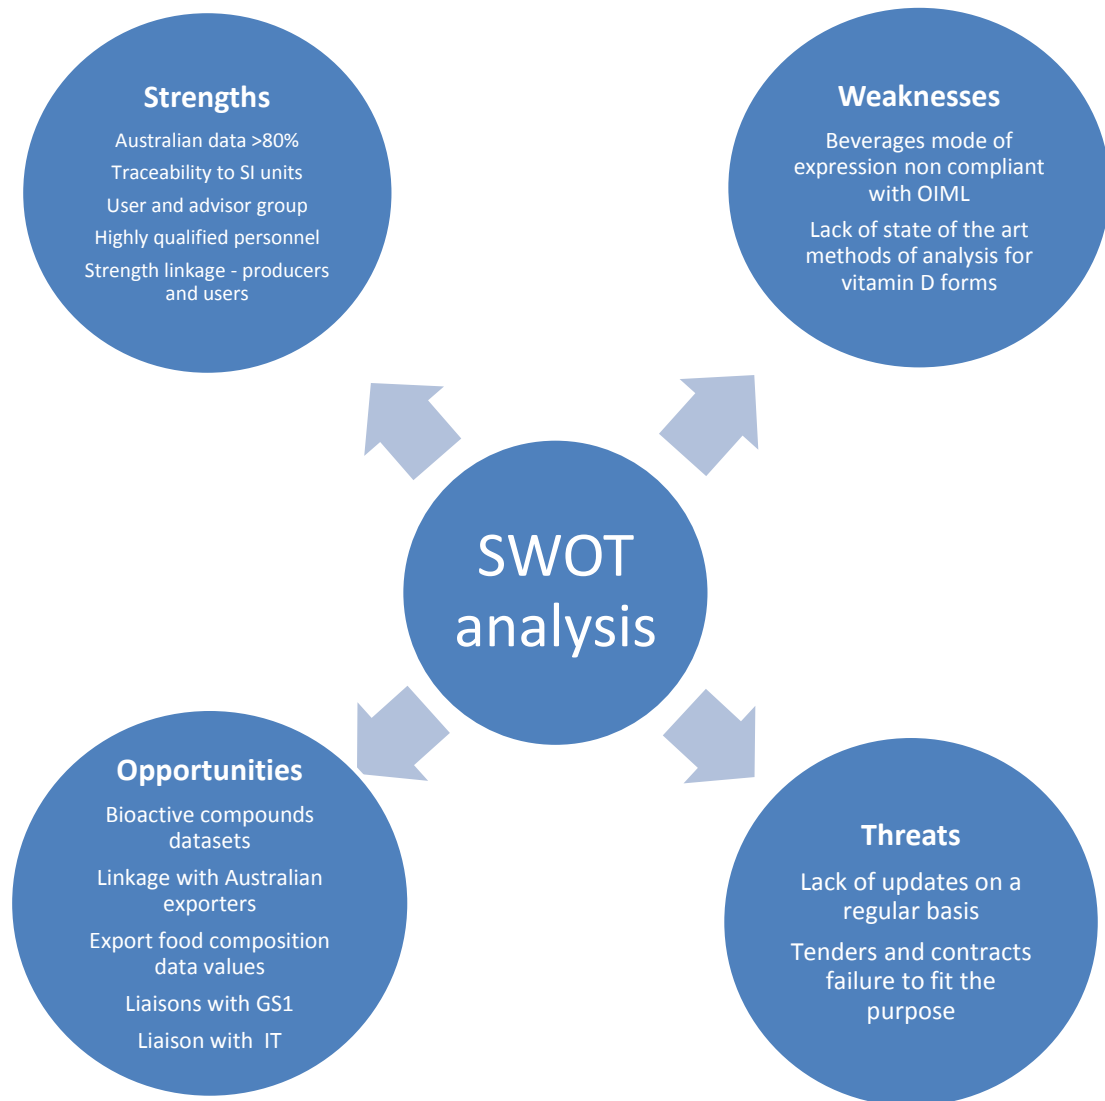 Strengths
Australian data >80%
Traceability to SI units
User and advisor group
Highly qualified personnel
Strength linkage - producers
and users
Weaknesses
Beverages mode of
expression non compliant
with OIML
Lack of state of the art
methods of analysis for
vitamin D forms
SWOT
analysis
Opportunities
Bioactive compounds
datasets
Linkage with Australian
exporters
Export food composition
data values
Liaisons with GS1
Liaison with  IT
Threats
Lack of updates on a
regular basis
Tenders and contracts
failure to fit the
purpose